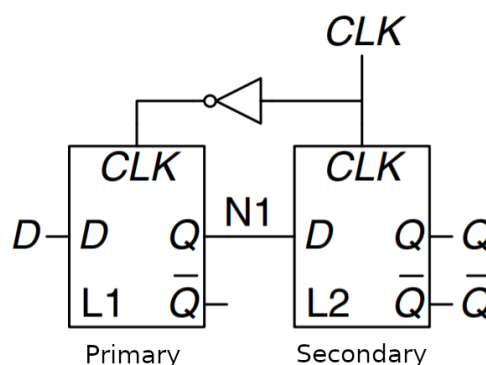 CLK
CLK CLK
N1
D D Q D Q Q
L1 Q̅ L2 Q̅ Q̅
Primary Secondary